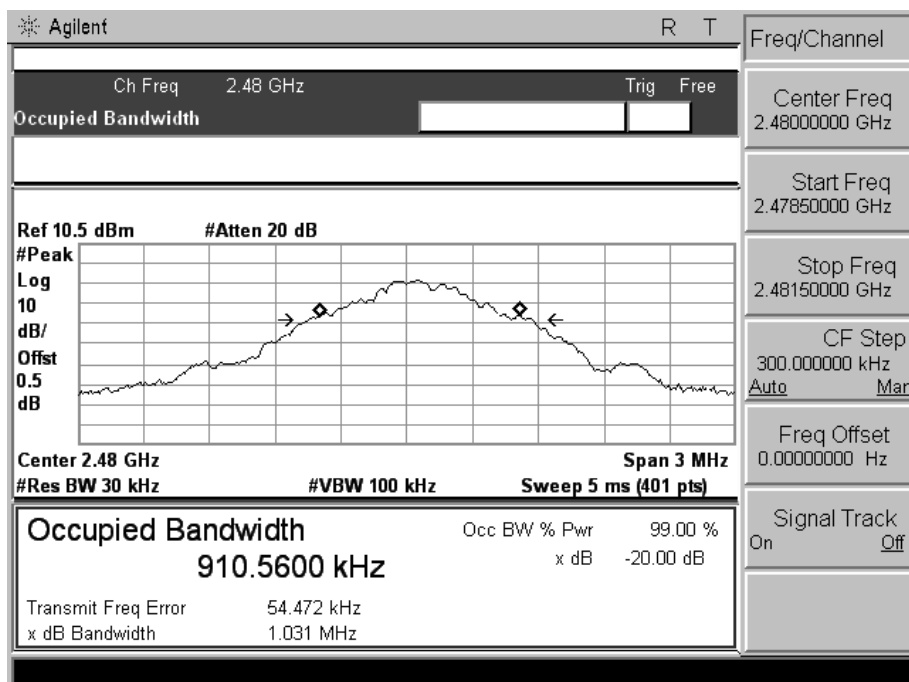 Agilent R T
Freq/Channel
Ch Freq 2.48 GHz Trig Free
Occupied Bandwidth
Center Freq
2.48000000 GHz
Start Freq
2.47850000 GHz
Stop Freq
2.48150000 GHz
CF Step
300.000000 kHz
Auto Man
Freq Offset
0.00000000 Hz
Signal Track
On Off
Ref 10.5 dBm #Atten 20 dB
#Peak
Log
10
dB/
Offst
0.5
dB
Center 2.48 GHz Span 3 MHz
#Res BW 30 kHz #VBW 100 kHz Sweep 5 ms (401 pts)
Occupied Bandwidth
910.5600 kHz
Occ BW % Pwr 99.00 %
x dB -20.00 dB
Transmit Freq Error 54.472 kHz
x dB Bandwidth 1.031 MHz